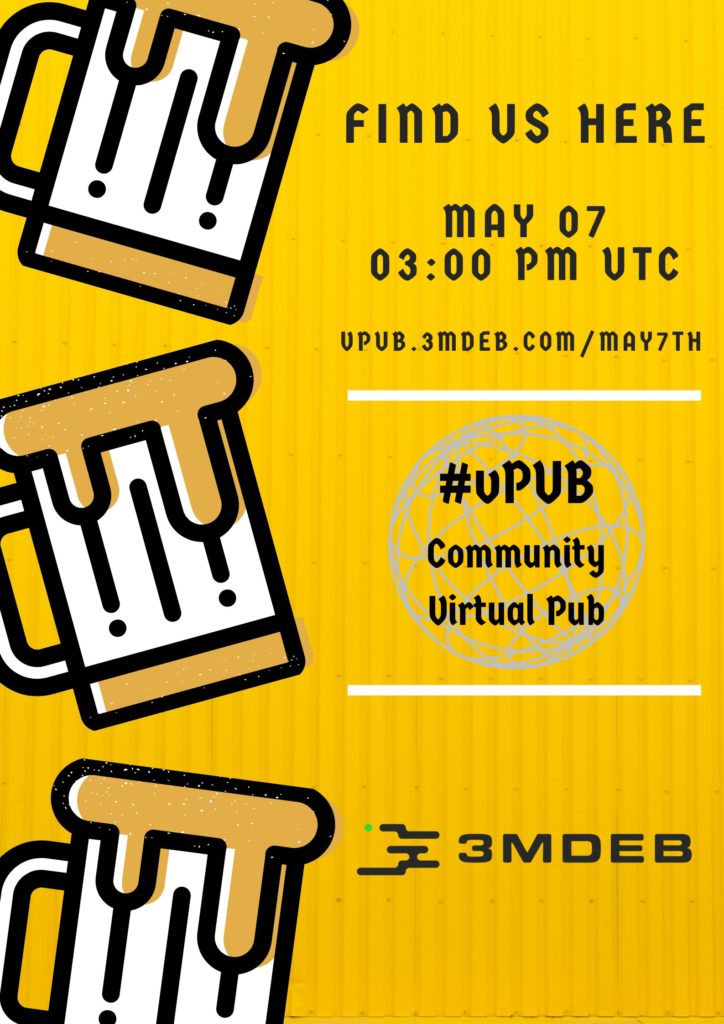 FIND US HERE
MAY 07
03:00 PM UTC
VPUB.3MDEB.COM/MAY7TH
#vPUB
Community
Virtual Pub
3MDEB